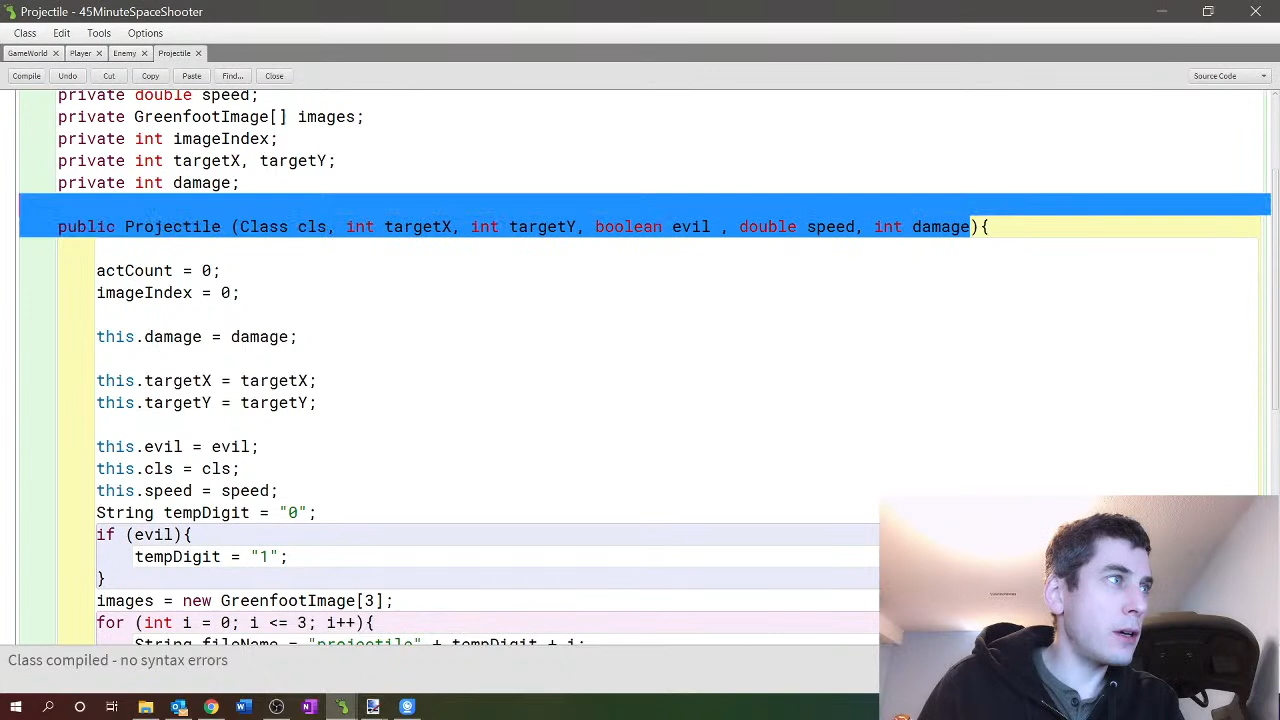 Projectile - 45MinuteSpaceShooter
Class Edit Tools Options
GameWorld × Player × Enemy × Projectile ×
Compile Undo Cut Copy Paste Find... Close Source Code
private double speed;
private GreenfootImage[] images;
private int imageIndex;
private int targetX, targetY;
private int damage;
public Projectile (Class cls, int targetX, int targetY, boolean evil , double speed, int damage){
actCount = 0;
imageIndex = 0;
this.damage = damage;
this.targetX = targetX;
this.targetY = targetY;
this.evil = evil;
this.cls = cls;
this.speed = speed;
String tempDigit = "0";
if (evil){
tempDigit = "1";
}
images = new GreenfootImage[3];
for (int i = 0; i <= 3; i++){
String fileName = "projectile" + tempDigit + i;
Class compiled - no syntax errors